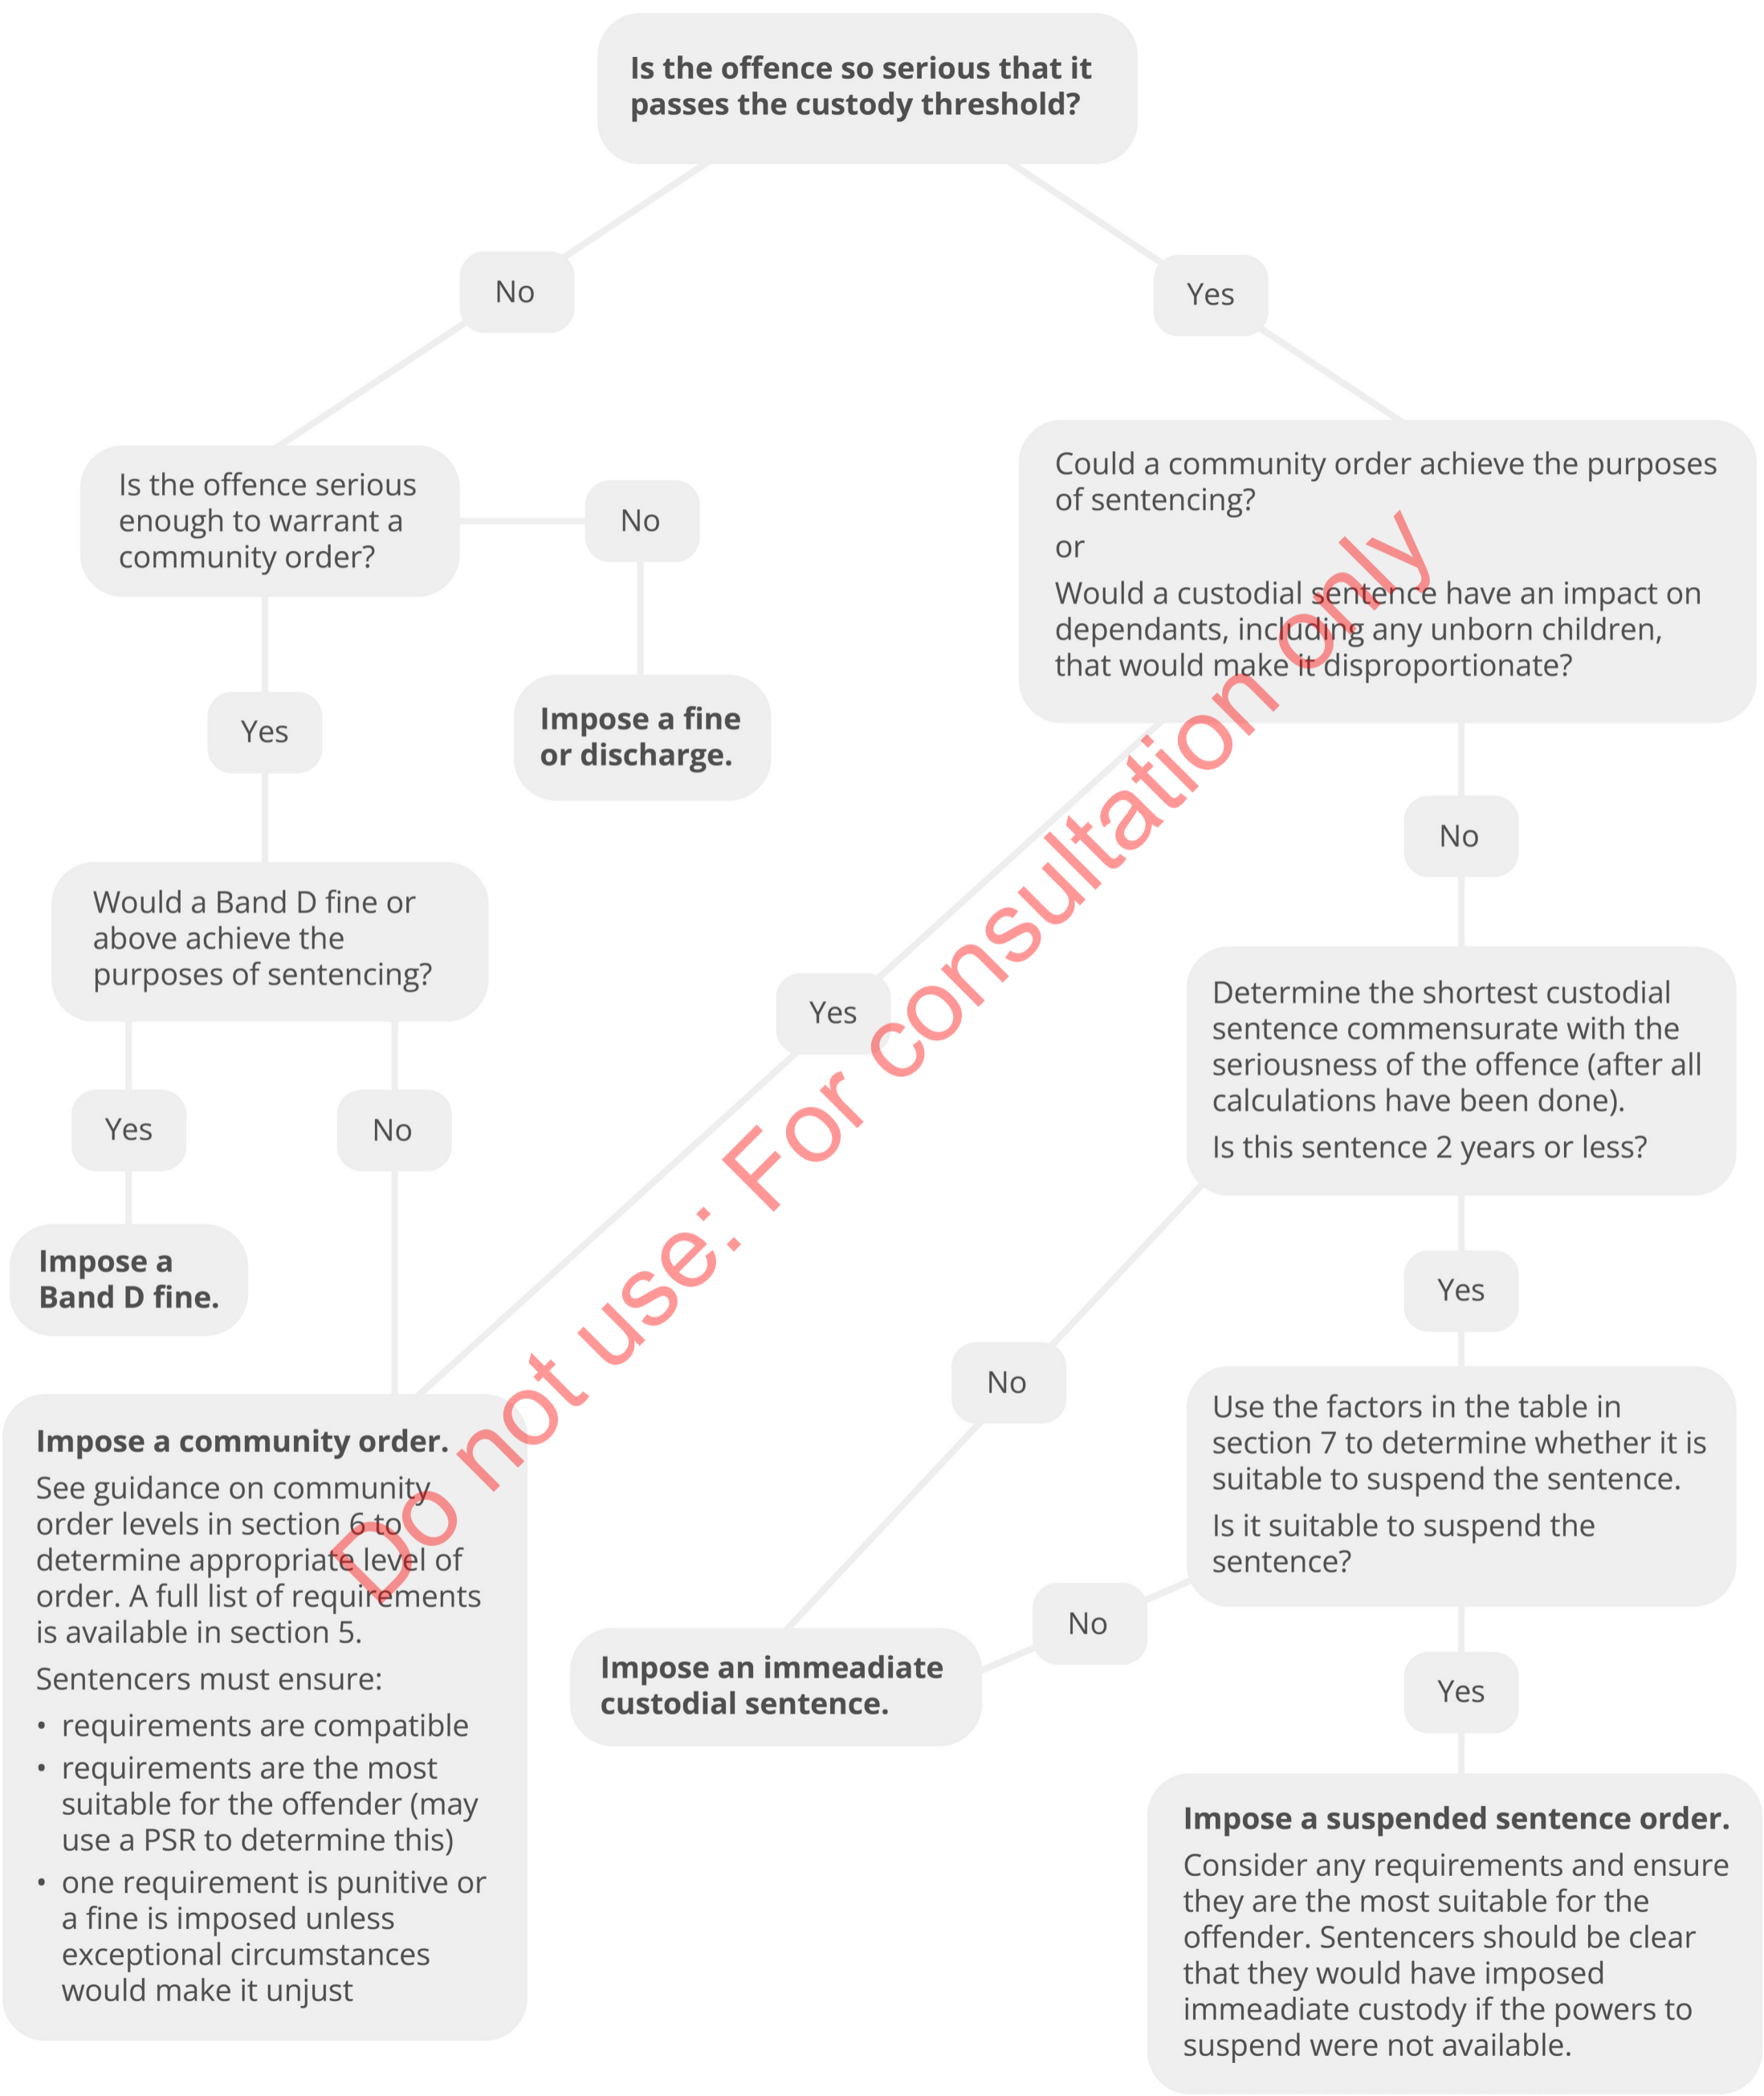 Is the offence so serious that it
passes the custody threshold?
No
Yes
Is the offence serious
enough to warrant a
community order?
No
Could a community order achieve the purposes
of sentencing?
or
Would a custodial sentence have an impact on
dependants, including any unborn children,
that would make it disproportionate?
Yes
Impose a fine
or discharge.
No
Would a Band D fine or
above achieve the
purposes of sentencing?
Yes
Determine the shortest custodial
sentence commensurate with the
seriousness of the offence (after all
calculations have been done).
Is this sentence 2 years or less?
Yes
No
Impose a
Band D fine.
No
Yes
Impose a community order.
See guidance on community
order levels in section 6 to
determine appropriate level of
order. A full list of requirements
is available in section 5.
Sentencers must ensure:
• requirements are compatible
• requirements are the most
suitable for the offender (may
use a PSR to determine this)
• one requirement is punitive or
a fine is imposed unless
exceptional circumstances
would make it unjust
Use the factors in the table in
section 7 to determine whether it is
suitable to suspend the sentence.
Is it suitable to suspend the
sentence?
No
Impose an immeadiate
custodial sentence.
Yes
Impose a suspended sentence order.
Consider any requirements and ensure
they are the most suitable for the
offender. Sentencers should be clear
that they would have imposed
immeadiate custody if the powers to
suspend were not available.
Do not use: For consultation only